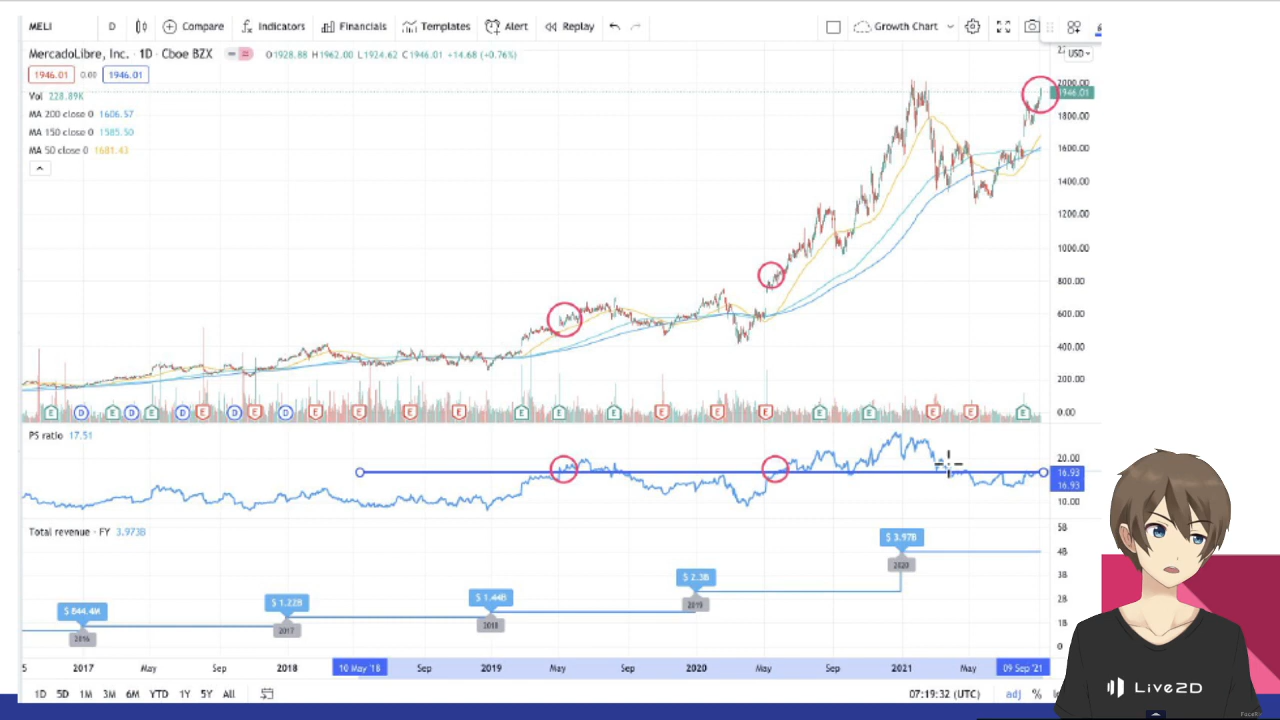 MELI D Compare Indicators Financials Templates Alert Replay Growth Chart
MercadoLibre, Inc. · 1D · Cboe BZX O1928.88 H1962.00 L1924.62 C1946.01 +14.68 (+0.76%)
USD
1946.01 0.00 1946.01
Vol 228.89K
MA 200 close 0 1606.57
MA 150 close 0 1585.50
MA 50 close 0 1681.43
2000.00
1946.01
1800.00
1600.00
1400.00
1200.00
1000.00
800.00
600.00
400.00
200.00
0.00
E D E D E D E D E D E E E E E E E E E E E E E E E
PS ratio 17.51
20.00
16.93
16.93
10.00
Total revenue · FY 3.973B
5B
4B
3B
2B
1B
0
$ 844.4M
2016
$ 1.22B
2017
$ 1.44B
2018
$ 2.3B
2019
$ 3.97B
2020
2017 May Sep 2018 10 May '18 Sep 2019 May Sep 2020 May Sep 2021 May 09 Sep '21
1D 5D 1M 3M 6M YTD 1Y 5Y All 07:19:32 (UTC) adj %
Live2D